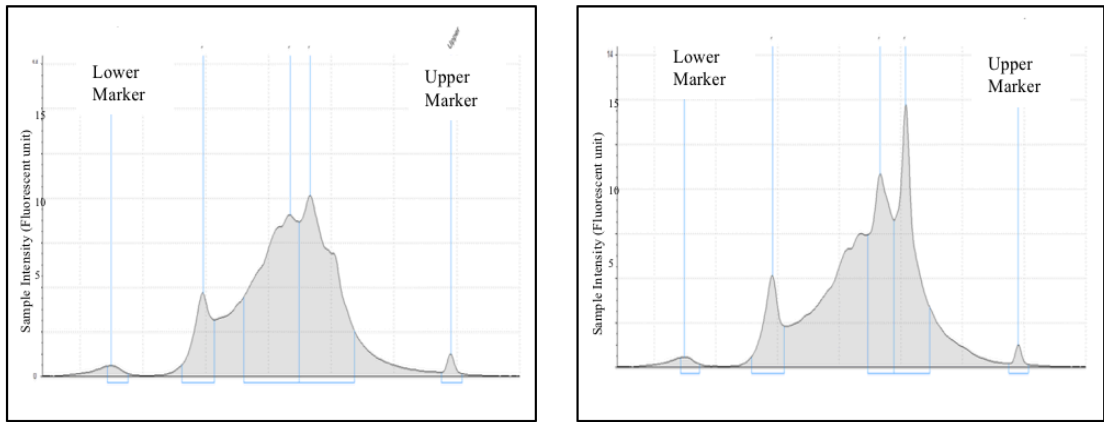 Upper
Lower
Marker
Upper
Marker
15
10
5
0
Sample Intensity (Fluorescent unit)
Lower
Marker
Upper
Marker
15
10
5
Sample Intensity (Fluorescent unit)